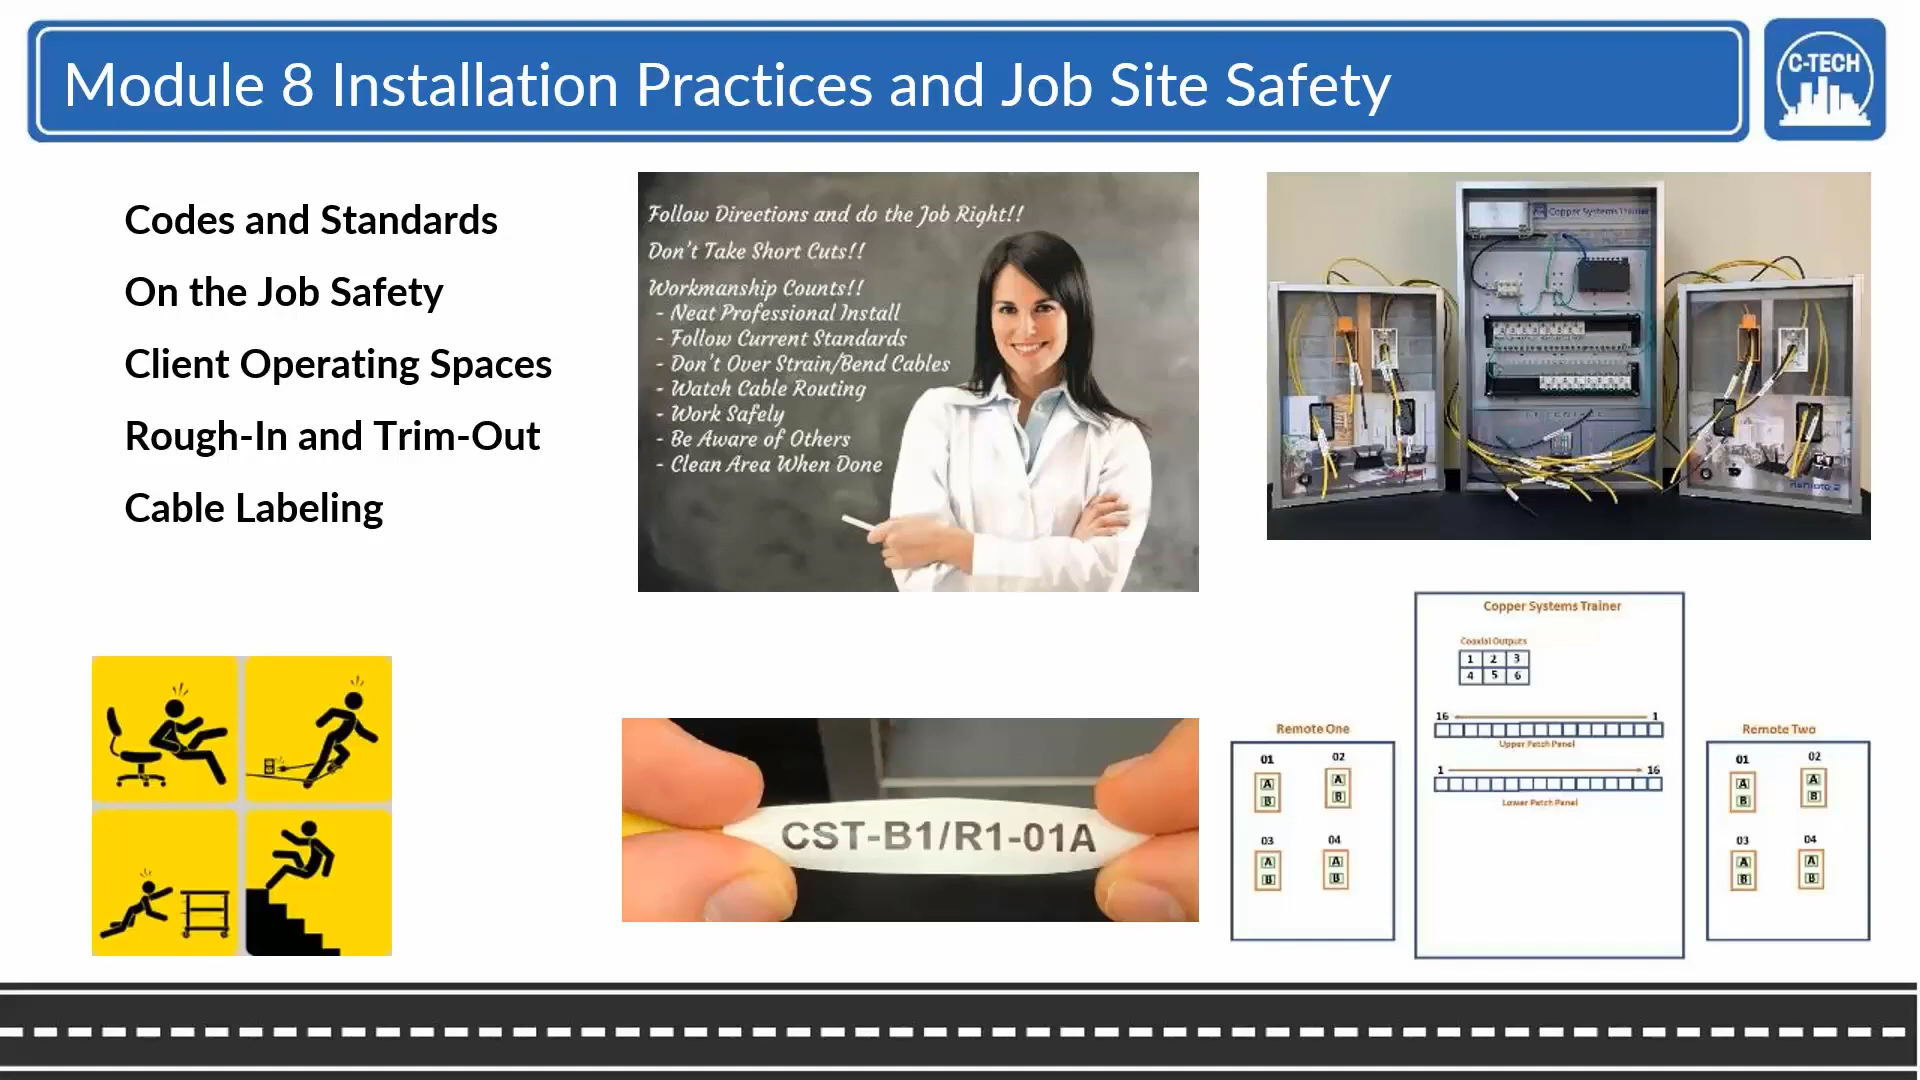 Module 8 Installation Practices and Job Site Safety
C-TECH
Codes and Standards
On the Job Safety
Client Operating Spaces
Rough-In and Trim-Out
Cable Labeling
Follow Directions and do the Job Right!!
Don't Take Short Cuts!!
Workmanship Counts!!
- Neat Professional Install
- Follow Current Standards
- Don't Over Strain/Bend Cables
- Watch Cable Routing
- Work Safely
- Be Aware of Others
- Clean Area When Done
Copper Systems Trainer
Remote 2
CST-B1/R1-01A
Copper Systems Trainer
Coaxial Outputs
1 2 3
4 5 6
16 1
Upper Patch Panel
1 16
Lower Patch Panel
Remote One
01 02
A A
B B
03 04
A A
B B
Remote Two
01 02
A A
B B
03 04
A A
B B